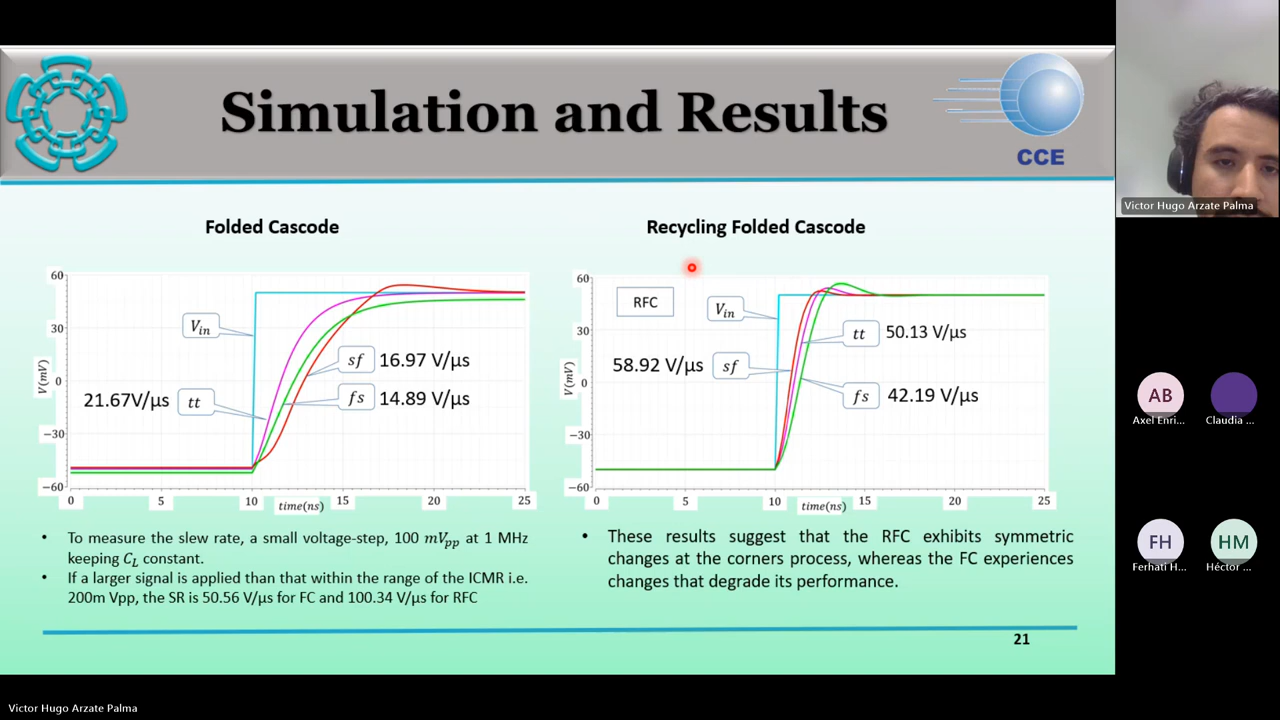 Simulation and Results
CCE
Folded Cascode
Recycling Folded Cascode
60
30
0
−30
−60
V(mV)
V_in
sf 16.97 V/µs
21.67V/µs tt
fs 14.89 V/µs
0 5 10 15 20 25
time(ns)
60
30
0
−30
−60
V(mV)
RFC
V_in
tt 50.13 V/µs
58.92 V/µs sf
fs 42.19 V/µs
0 5 10 15 20 25
time(ns)
• To measure the slew rate, a small voltage-step, 100 mV_pp at 1 MHz
keeping C_L constant.
• If a larger signal is applied than that within the range of the ICMR i.e.
200m Vpp, the SR is 50.56 V/µs for FC and 100.34 V/µs for RFC
• These results suggest that the RFC exhibits symmetric
changes at the corners process, whereas the FC experiences
changes that degrade its performance.
21
Victor Hugo Arzate Palma
AB
Axel Enri...
Claudia ...
FH
Ferhati H...
HM
Héctor ...
Victor Hugo Arzate Palma